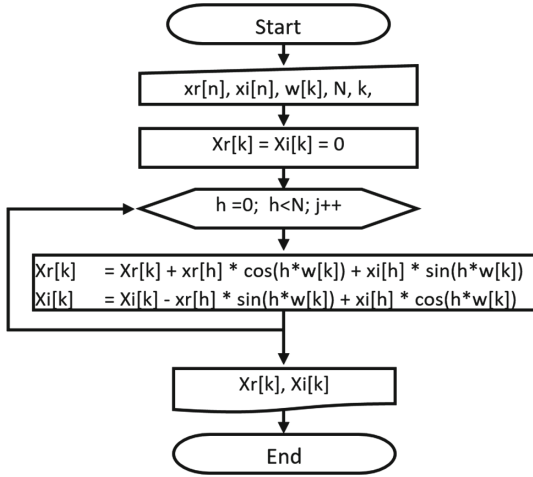 Start
xr[n], xi[n], w[k], N, k,
Xr[k] = Xi[k] = 0
h =0; h<N; j++
Xr[k] = Xr[k] + xr[h] * cos(h*w[k]) + xi[h] * sin(h*w[k])
Xi[k] = Xi[k] - xr[h] * sin(h*w[k]) + xi[h] * cos(h*w[k])
Xr[k], Xi[k]
End